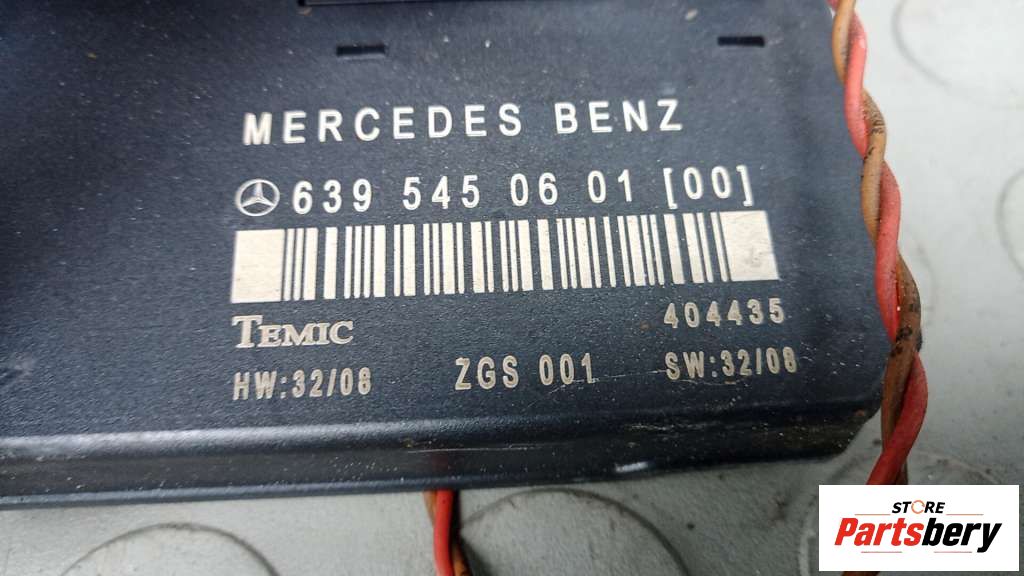 MERCEDES BENZ
639 545 06 01 [00]
TEMIC 404435
HW:32/08 ZGS 001 SW:32/08
STORE
Partsbery